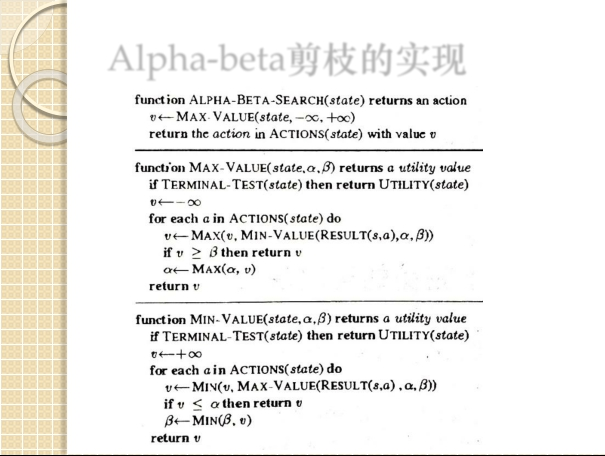 Alpha-beta剪枝的实现
function ALPHA-BETA-SEARCH(state) returns an action
v ← MAX-VALUE(state, −∞, +∞)
return the action in ACTIONS(state) with value v
function MAX-VALUE(state,α,β) returns a utility value
if TERMINAL-TEST(state) then return UTILITY(state)
v ← −∞
for each a in ACTIONS(state) do
v ← MAX(v, MIN-VALUE(RESULT(s,a),α,β))
if v ≥ β then return v
α ← MAX(α, v)
return v
function MIN-VALUE(state,α,β) returns a utility value
if TERMINAL-TEST(state) then return UTILITY(state)
v ← +∞
for each a in ACTIONS(state) do
v ← MIN(v, MAX-VALUE(RESULT(s,a) ,α,β))
if v ≤ α then return v
β ← MIN(β, v)
return v